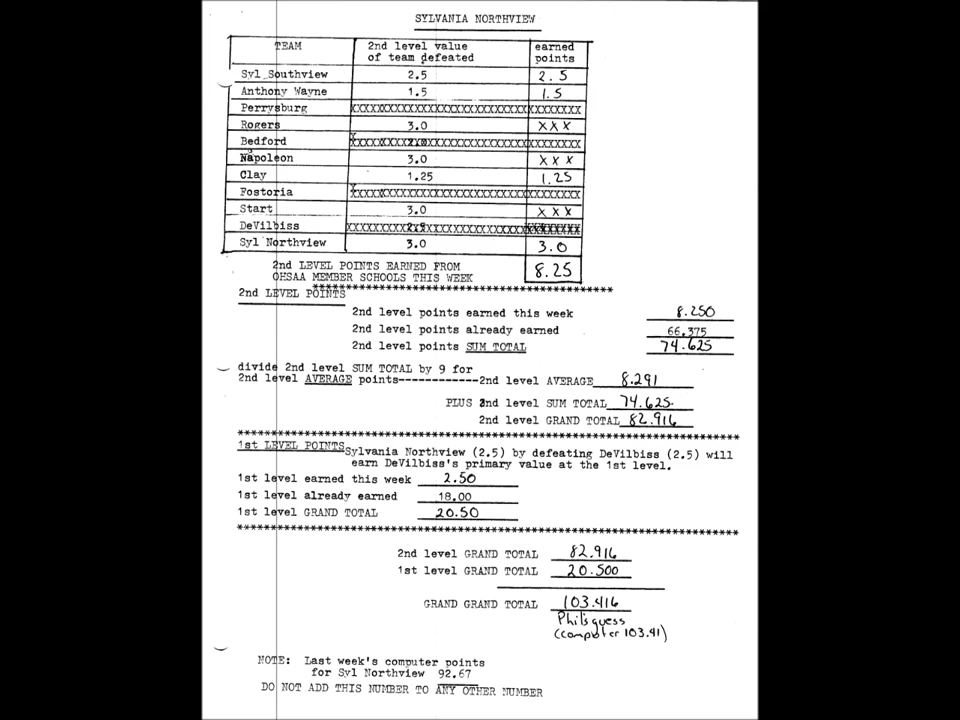 SYLVANIA NORTHVIEW
TEAM 2nd level value of team defeated earned points
Syl Southview 2.5 2.5
Anthony Wayne 1.5 1.5
Perrysburg XXXXXXXXXXXXXXXXXXXXXXXXXXXXXX XXXXXXXX
Rogers 3.0 XXX
Bedford XXXXXXXXXXXXXXXXXXXXXXXXXXXXXX XXXXXXXX
Napoleon 3.0 XXX
Clay 1.25 1.25
Fostoria XXXXXXXXXXXXXXXXXXXXXXXXXXXXXX XXXXXXXX
Start 3.0 XXX
DeVilbiss XXXXXXXXXXXXXXXXXXXXXXXXXXXXXX XXXXXXXX
Syl Northview 3.0 3.0
2nd LEVEL POINTS EARNED FROM
OHSAA MEMBER SCHOOLS THIS WEEK 8.25
****************************************
2nd LEVEL POINTS
2nd level points earned this week 8.250
2nd level points already earned 66.375
2nd level points SUM TOTAL 74.625
divide 2nd level SUM TOTAL by 9 for
2nd level AVERAGE points------------2nd level AVERAGE 8.291
PLUS 2nd level SUM TOTAL 74.625
2nd level GRAND TOTAL 82.916
********************************************************************
1st LEVEL POINTS Sylvania Northview (2.5) by defeating DeVilbiss (2.5) will
earn DeVilbiss's primary value at the 1st level.
1st level earned this week 2.50
1st level already earned 18.00
1st level GRAND TOTAL 20.50
********************************************************************
2nd level GRAND TOTAL 82.916
1st level GRAND TOTAL 20.500
GRAND GRAND TOTAL 103.416
Phil's guess
(computer 103.41)
NOTE: Last week's computer points
for Syl Northview 92.67
DO NOT ADD THIS NUMBER TO ANY OTHER NUMBER